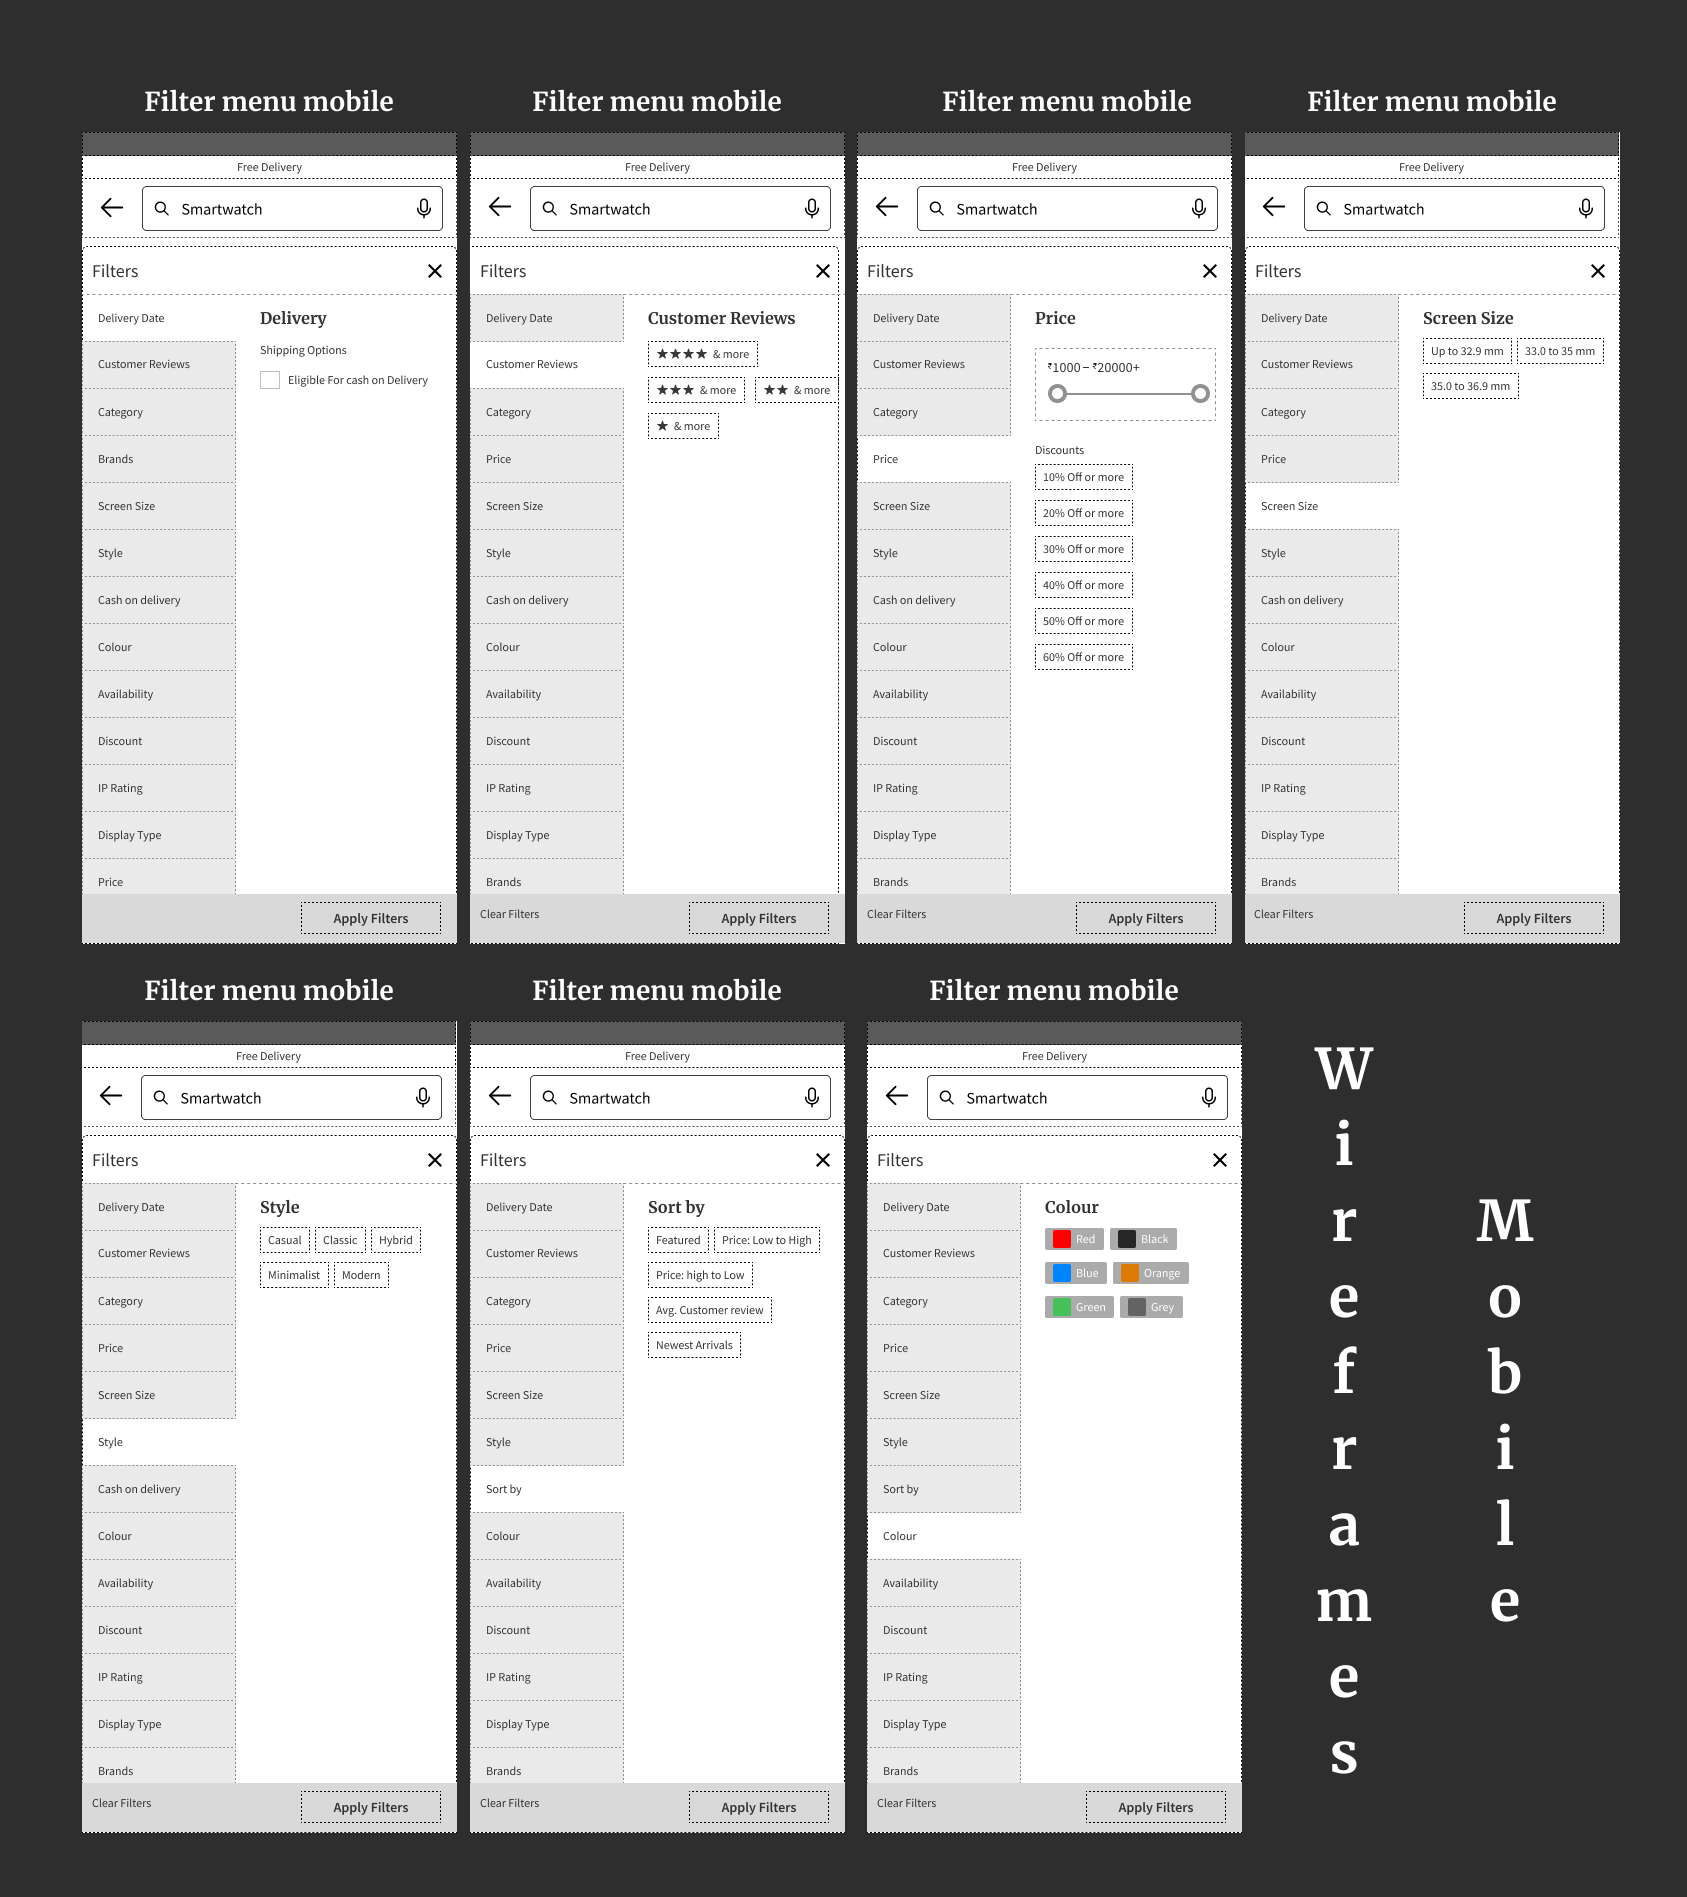 Filter menu mobile
Free Delivery
Smartwatch
Filters
Delivery Date
Customer Reviews
Category
Brands
Screen Size
Style
Cash on delivery
Colour
Availability
Discount
IP Rating
Display Type
Price
Delivery
Shipping Options
Eligible For cash on Delivery
Apply Filters
Filter menu mobile
Free Delivery
Smartwatch
Filters
Delivery Date
Customer Reviews
Category
Price
Screen Size
Style
Cash on delivery
Colour
Availability
Discount
IP Rating
Display Type
Brands
Customer Reviews
★★★★ & more
★★★ & more ★★ & more
★ & more
Clear Filters
Apply Filters
Filter menu mobile
Free Delivery
Smartwatch
Filters
Delivery Date
Customer Reviews
Category
Price
Screen Size
Style
Cash on delivery
Colour
Availability
Discount
IP Rating
Display Type
Brands
Price
₹1000 – ₹20000+
Discounts
10% Off or more
20% Off or more
30% Off or more
40% Off or more
50% Off or more
60% Off or more
Clear Filters
Apply Filters
Filter menu mobile
Free Delivery
Smartwatch
Filters
Delivery Date
Customer Reviews
Category
Price
Screen Size
Style
Cash on delivery
Colour
Availability
Discount
IP Rating
Display Type
Brands
Screen Size
Up to 32.9 mm 33.0 to 35 mm
35.0 to 36.9 mm
Clear Filters
Apply Filters
Filter menu mobile
Free Delivery
Smartwatch
Filters
Delivery Date
Customer Reviews
Category
Price
Screen Size
Style
Cash on delivery
Colour
Availability
Discount
IP Rating
Display Type
Brands
Style
Casual Classic Hybrid
Minimalist Modern
Clear Filters
Apply Filters
Filter menu mobile
Free Delivery
Smartwatch
Filters
Delivery Date
Customer Reviews
Category
Price
Screen Size
Style
Sort by
Colour
Availability
Discount
IP Rating
Display Type
Brands
Sort by
Featured Price: Low to High
Price: high to Low
Avg. Customer review
Newest Arrivals
Clear Filters
Apply Filters
Filter menu mobile
Free Delivery
Smartwatch
Filters
Delivery Date
Customer Reviews
Category
Price
Screen Size
Style
Sort by
Colour
Availability
Discount
IP Rating
Display Type
Brands
Colour
Red Black
Blue Orange
Green Grey
Clear Filters
Apply Filters
Wireframes
Mobile